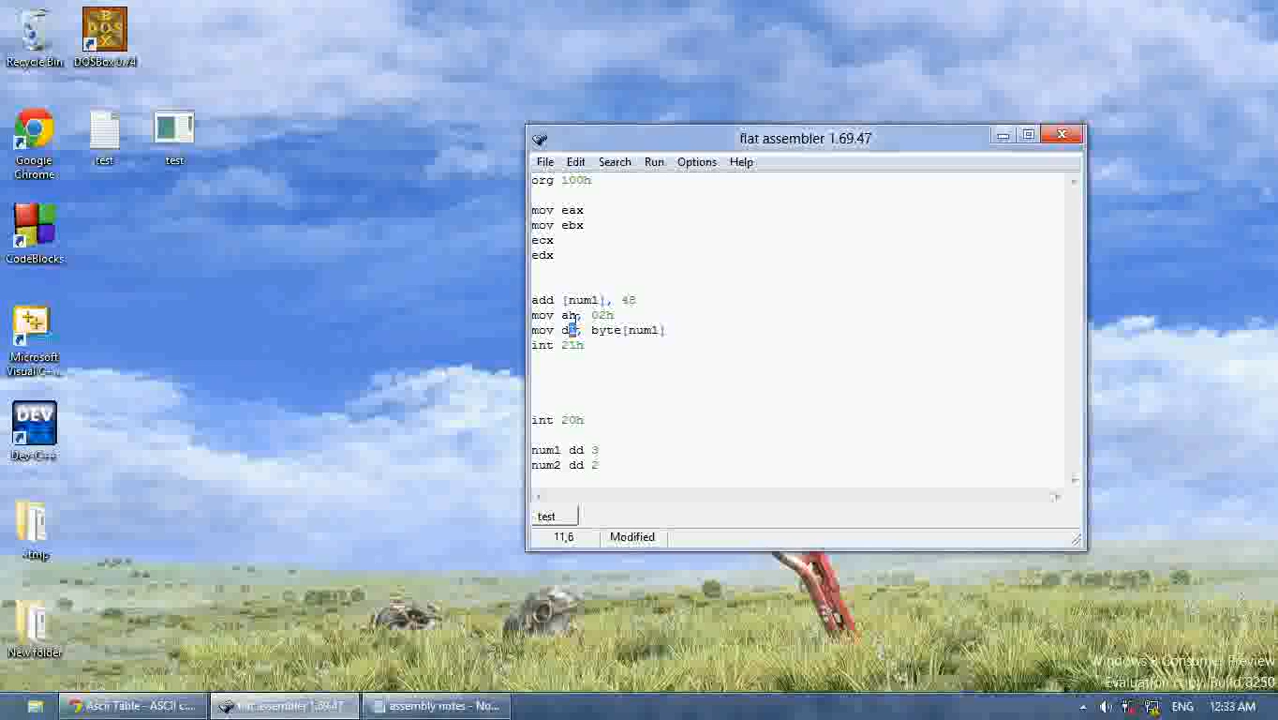 Recycle Bin
DOSBox 0.74
Google Chrome
test
test
CodeBlocks
Microsoft Visual C++...
DEV
Dev-C++
flat assembler 1.69.47
File Edit Search Run Options Help
org 100h
mov eax
mov ebx
ecx
edx
add [num1], 48
mov ah, 02h
mov d, byte[num1]
int 21h
int 20h
num1 dd 3
num2 dd 2
test
11,6 Modified
New folder
Windows 8 Consumer Preview
Evaluation copy. Build 8250
Ascii Table - ASCII c...
flat assembler 1.69.47
assembly notes - No...
ENG
12:33 AM